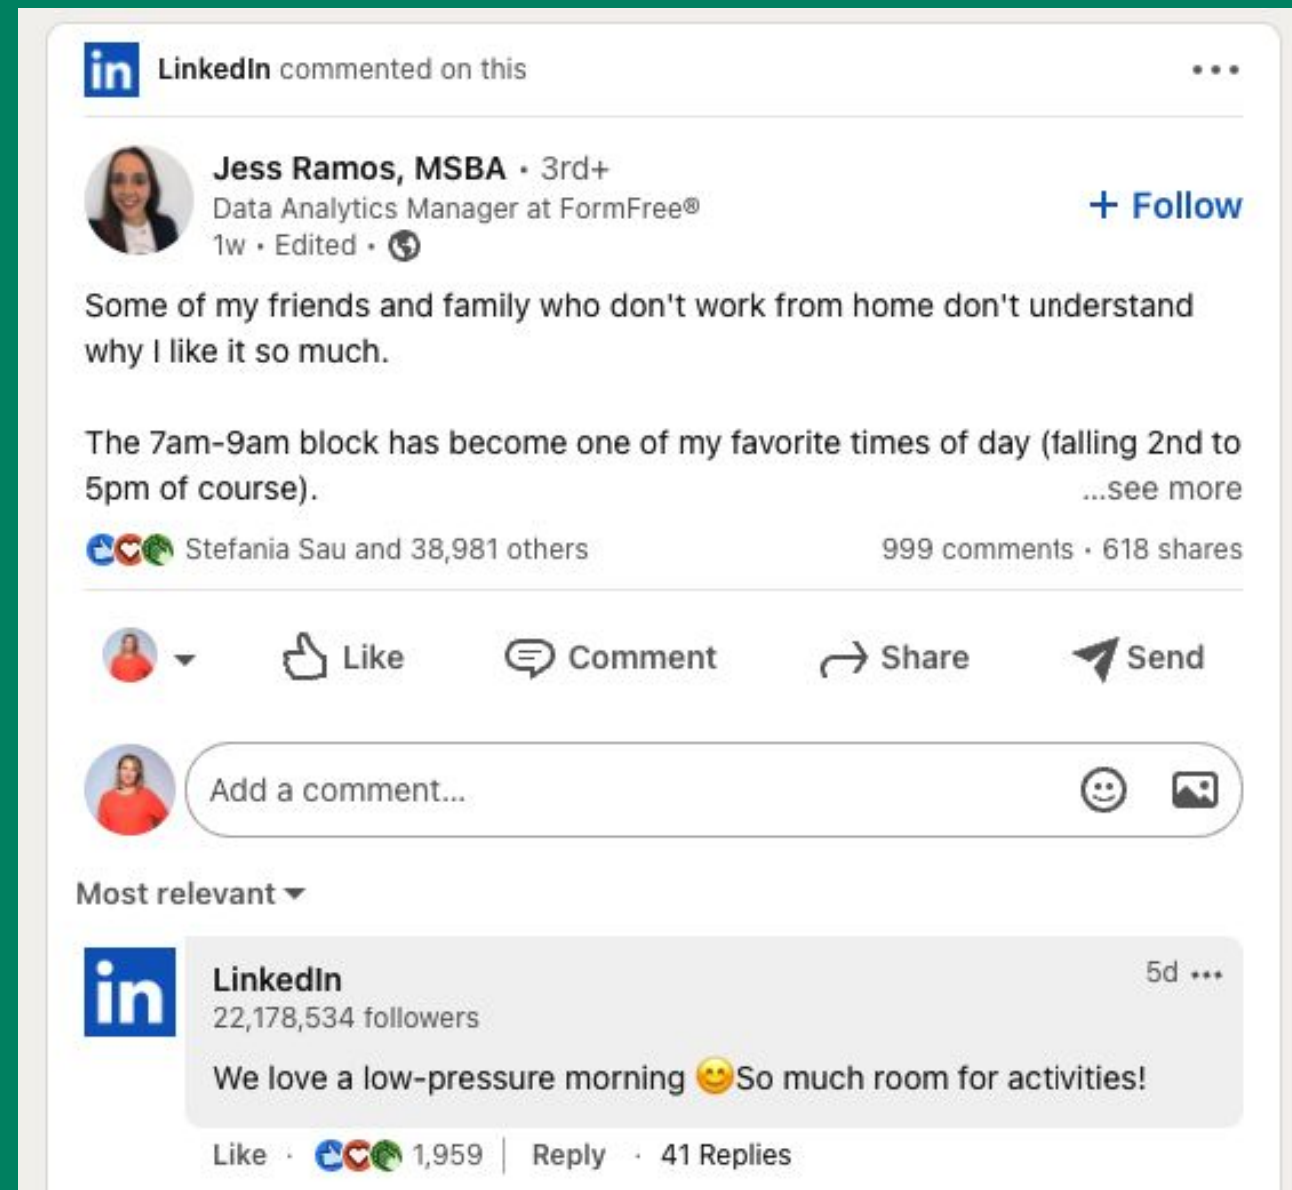 in LinkedIn commented on this
Jess Ramos, MSBA • 3rd+
Data Analytics Manager at FormFree®
+ Follow
1w • Edited •
Some of my friends and family who don't work from home don't understand
why I like it so much.
The 7am-9am block has become one of my favorite times of day (falling 2nd to
5pm of course). ...see more
Stefania Sau and 38,981 others 999 comments • 618 shares
Like Comment Share Send
Add a comment...
Most relevant
in LinkedIn 5d
22,178,534 followers
We love a low-pressure morning 😊So much room for activities!
Like · 1,959 | Reply · 41 Replies